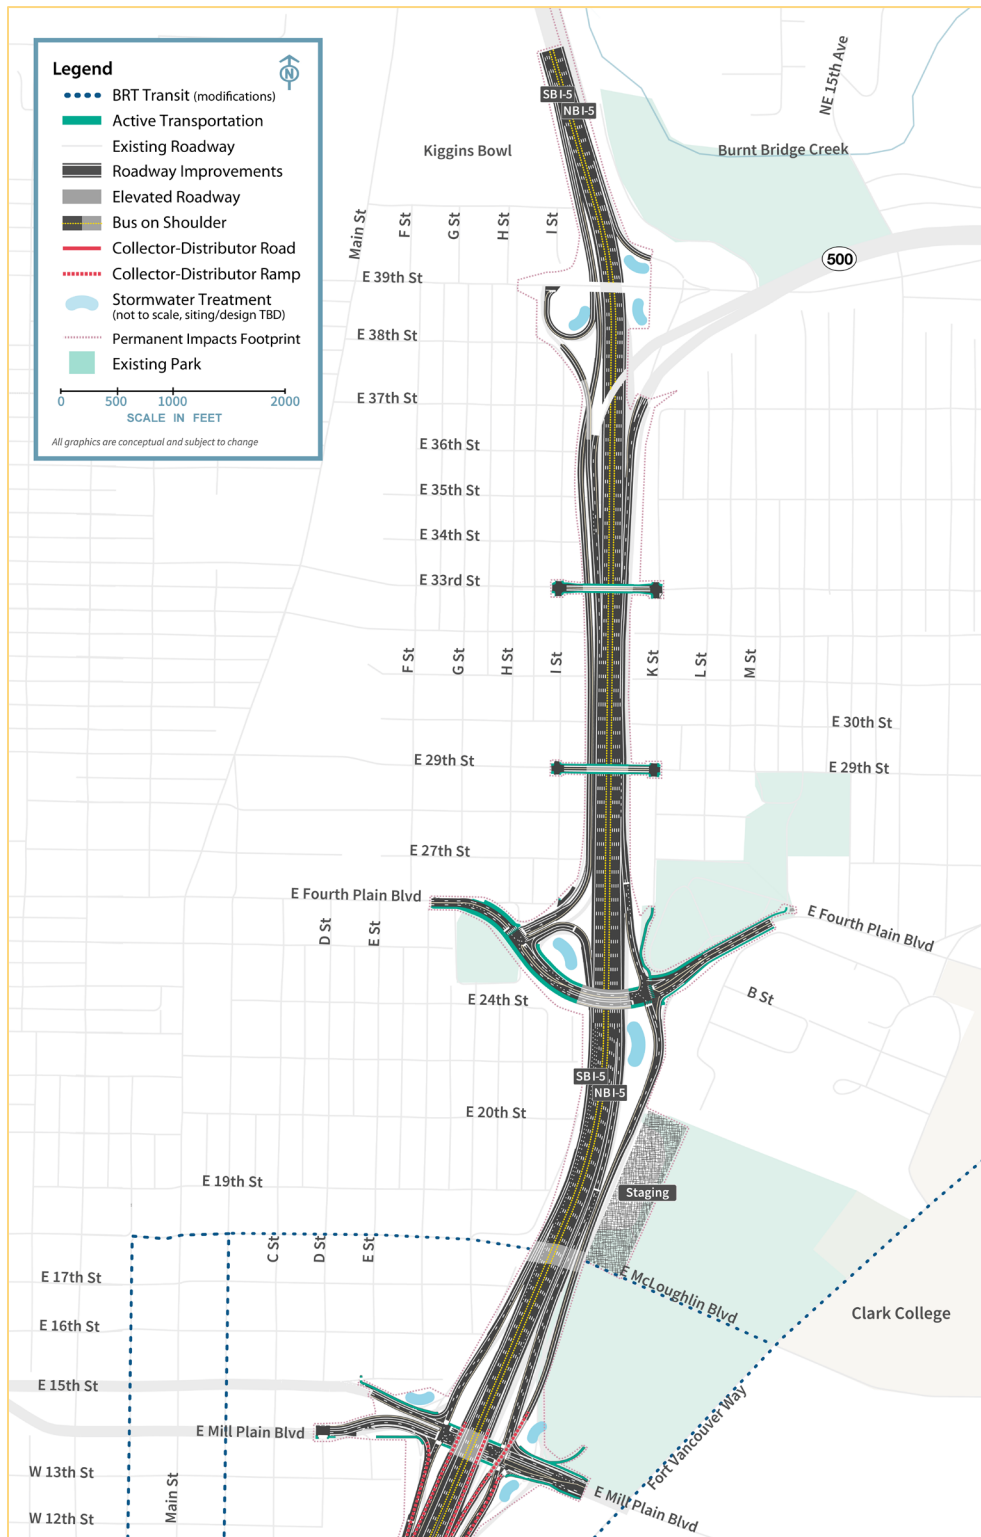 Legend
N
BRT Transit (modifications)
Active Transportation
Existing Roadway
Roadway Improvements
Elevated Roadway
Bus on Shoulder
Collector-Distributor Road
Collector-Distributor Ramp
Stormwater Treatment
(not to scale, siting/design TBD)
Permanent Impacts Footprint
Existing Park
0 500 1000 2000
SCALE IN FEET
All graphics are conceptual and subject to change
SB I-5
NB I-5
NE 15th Ave
Kiggins Bowl
Burnt Bridge Creek
Main St
F St
G St
H St
I St
500
E 39th St
E 38th St
E 37th St
E 36th St
E 35th St
E 34th St
E 33rd St
F St
G St
H St
I St
K St
L St
M St
E 30th St
E 29th St
E 29th St
E 27th St
E Fourth Plain Blvd
D St
E St
E Fourth Plain Blvd
E 24th St
B St
SB I-5
NB I-5
E 20th St
E 19th St
Staging
C St
D St
E St
E 17th St
E McLoughlin Blvd
Clark College
E 16th St
E 15th St
E Mill Plain Blvd
Fort Vancouver Way
W 13th St
Main St
E Mill Plain Blvd
W 12th St